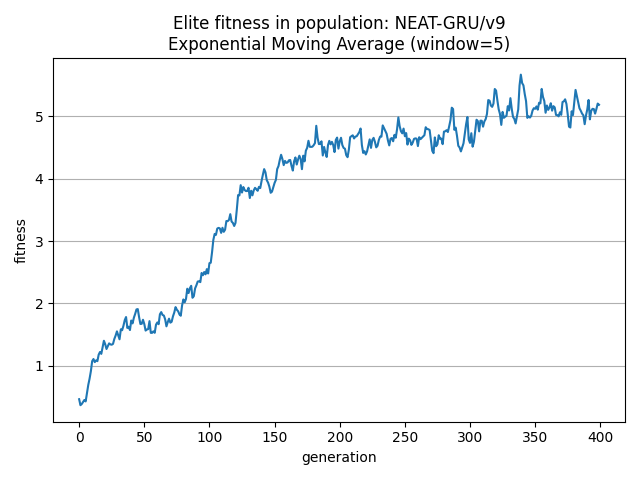 Elite fitness in population: NEAT-GRU/v9
Exponential Moving Average (window=5)
fitness
5
4
3
2
1
0 50 100 150 200 250 300 350 400
generation